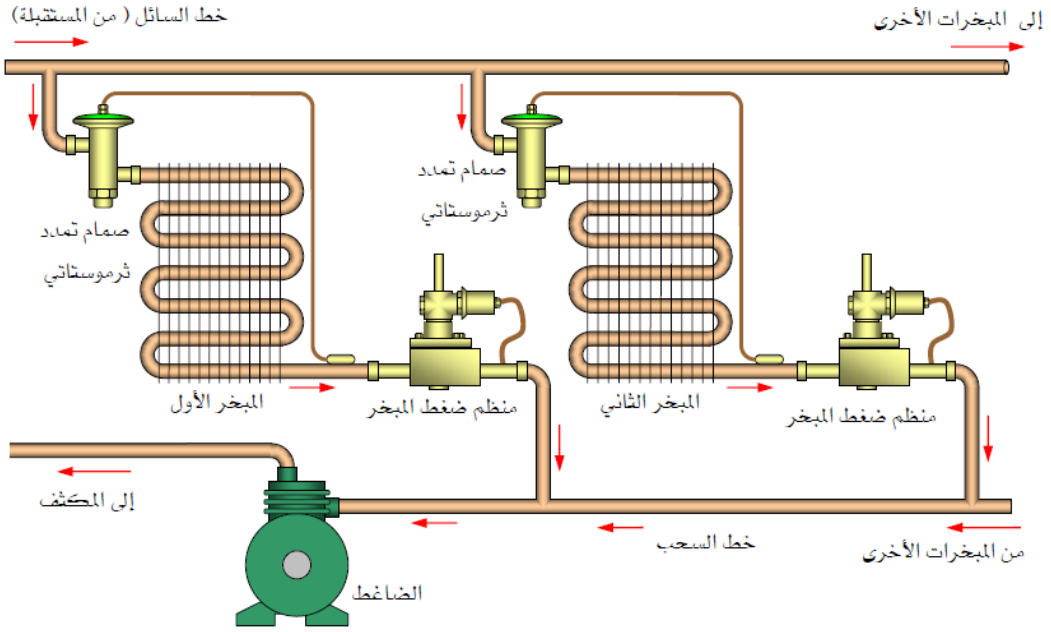 خط السائل ( من المستقبلة)
إلى المبخرات الأخرى
صمام تمدد
ثرموستاتي
صمام تمدد
ثرموستاتي
المبخر الأول
منظم ضغط المبخر
المبخر الثاني
منظم ضغط المبخر
إلى المكثف
خط السحب
من المبخرات الأخرى
الضاغط